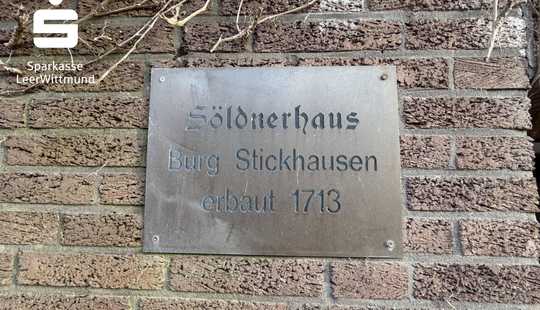 Sparkasse
LeerWittmund
Söldnerhaus
Burg Stickhausen
erbaut 1713